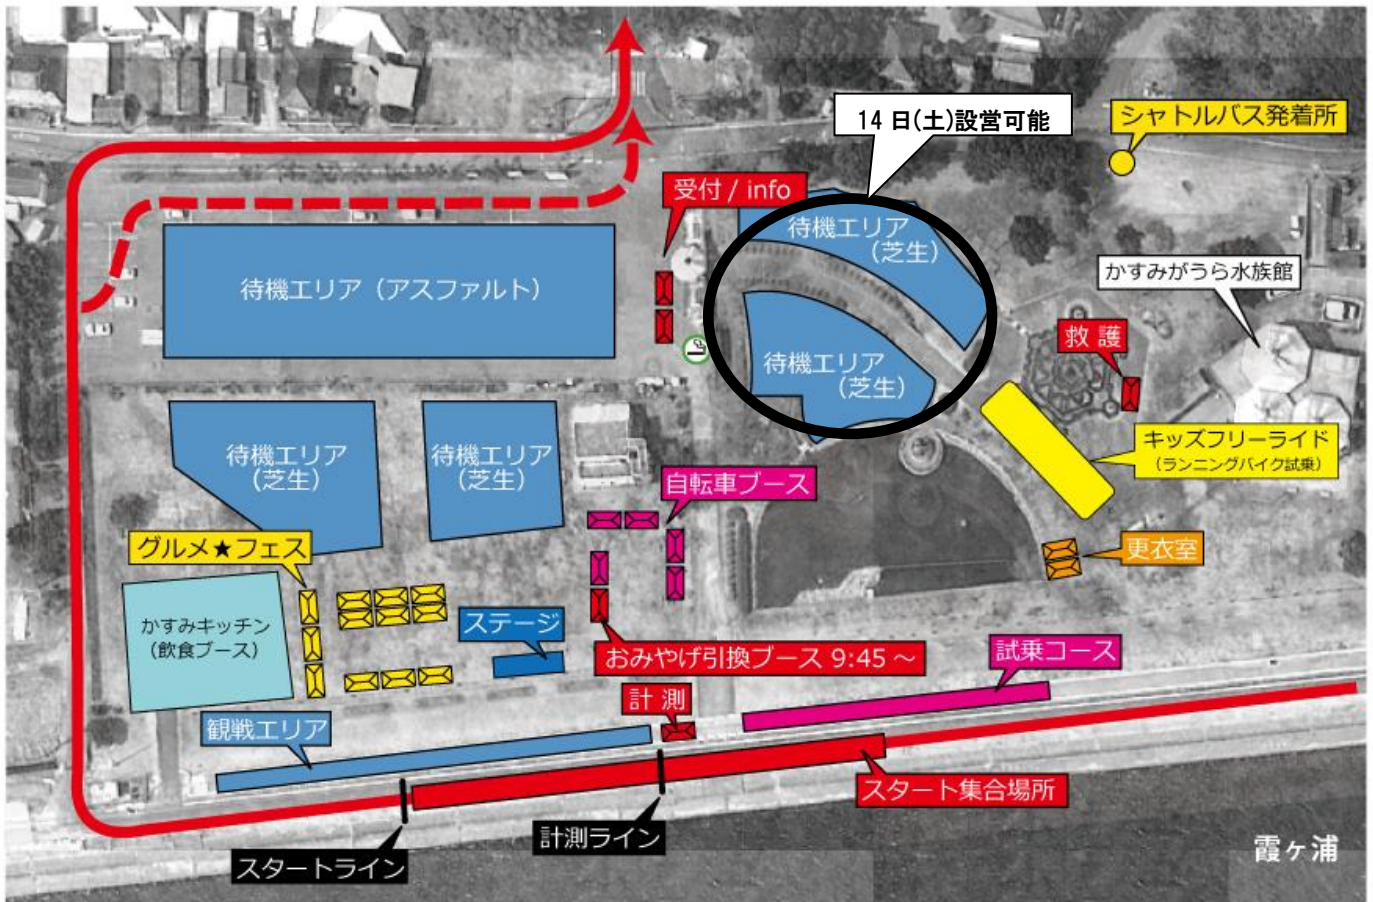 14日(土)設営可能
シャトルバス発着所
受付 / info
待機エリア
(芝生)
待機エリア（アスファルト）
かすみがうら水族館
待機エリア
(芝生)
救 護
待機エリア
(芝生)
待機エリア
(芝生)
キッズフリーライド
(ランニングバイク試乗)
自転車ブース
グルメ★フェス
更衣室
かすみキッチン
(飲食ブース)
ステージ
おみやげ引換ブース 9:45 ～
試乗コース
計 測
観戦エリア
スタート集合場所
計測ライン
スタートライン
霞ヶ浦